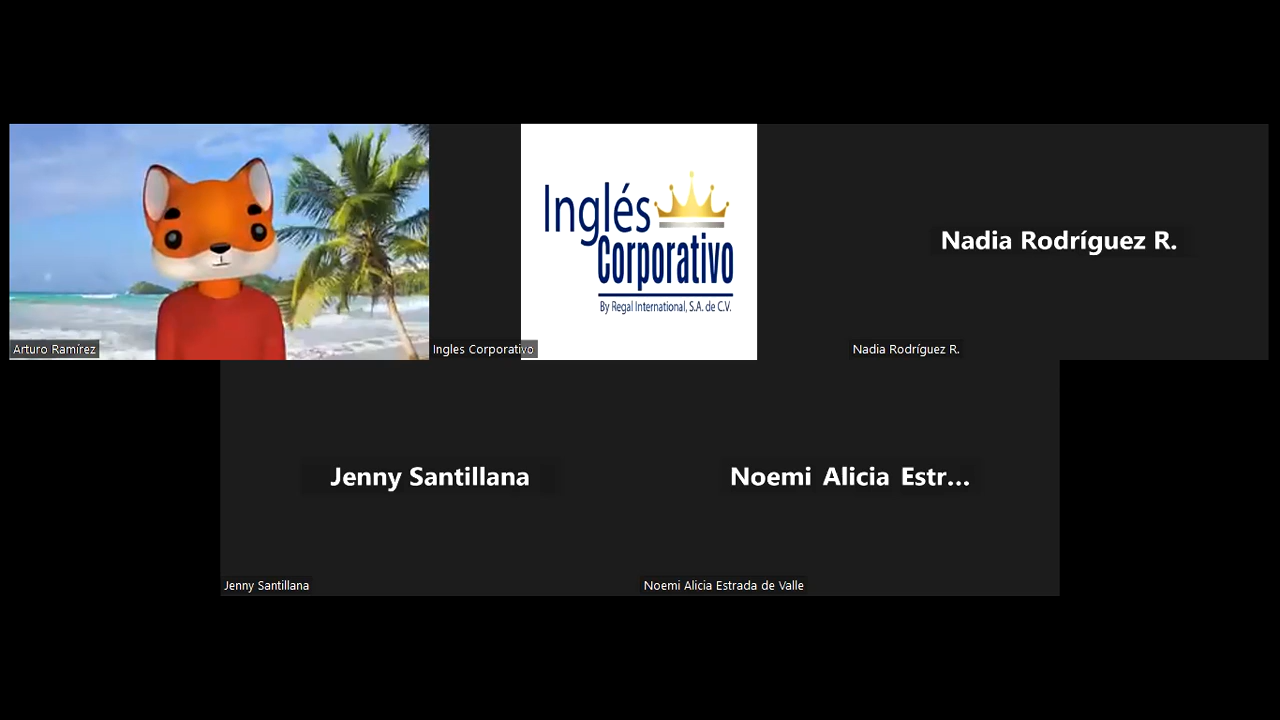 Inglés
Corporativo
By Regal International, S.A. de C.V.
Nadia Rodríguez R.
Arturo Ramírez
Ingles Corporativo
Nadia Rodríguez R.
Jenny Santillana
Noemi Alicia Estr...
Jenny Santillana
Noemi Alicia Estrada de Valle